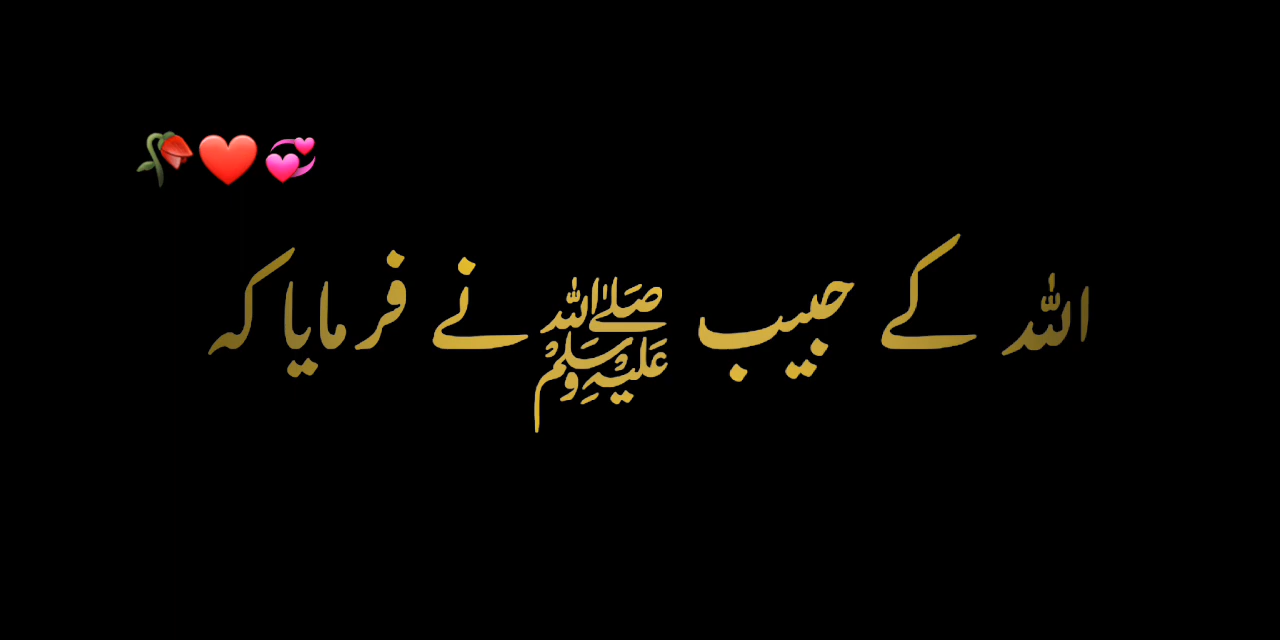 🥀❤️💞
اللہ کے حبیب ﷺ نے فرمایا کہ